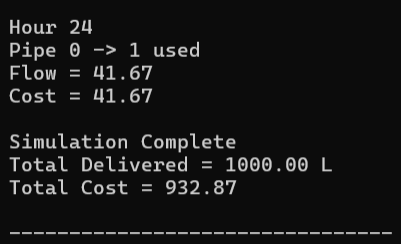 Hour 24
Pipe 0 -> 1 used
Flow = 41.67
Cost = 41.67

Simulation Complete
Total Delivered = 1000.00 L
Total Cost = 932.87

--------------------------------